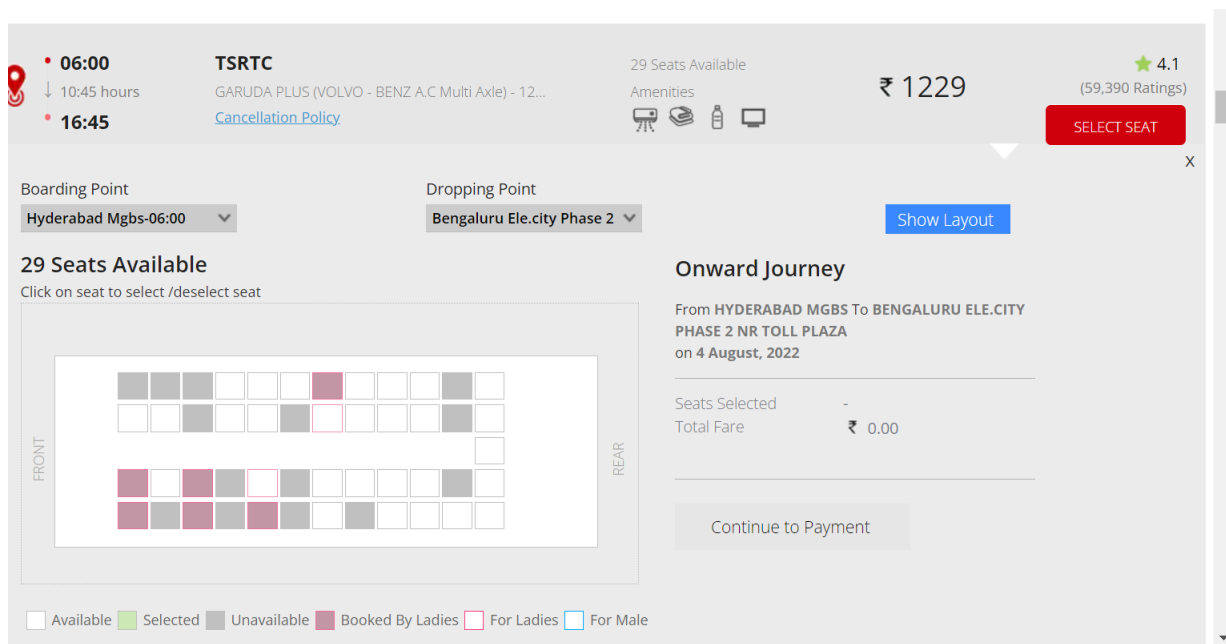 06:00
TSRTC
29 Seats Available
4.1
10:45 hours
GARUDA PLUS (VOLVO - BENZ A.C Multi Axle) - 12...
Amenities
₹ 1229
(59,390 Ratings)
16:45
Cancellation Policy
SELECT SEAT
X
Boarding Point
Dropping Point
Hyderabad Mgbs-06:00
Bengaluru Ele.city Phase 2
Show Layout
29 Seats Available
Click on seat to select /deselect seat
Onward Journey
From HYDERABAD MGBS To BENGALURU ELE.CITY
PHASE 2 NR TOLL PLAZA
on 4 August, 2022
Seats Selected -
Total Fare ₹ 0.00
FRONT
REAR
Continue to Payment
Available Selected Unavailable Booked By Ladies For Ladies For Male